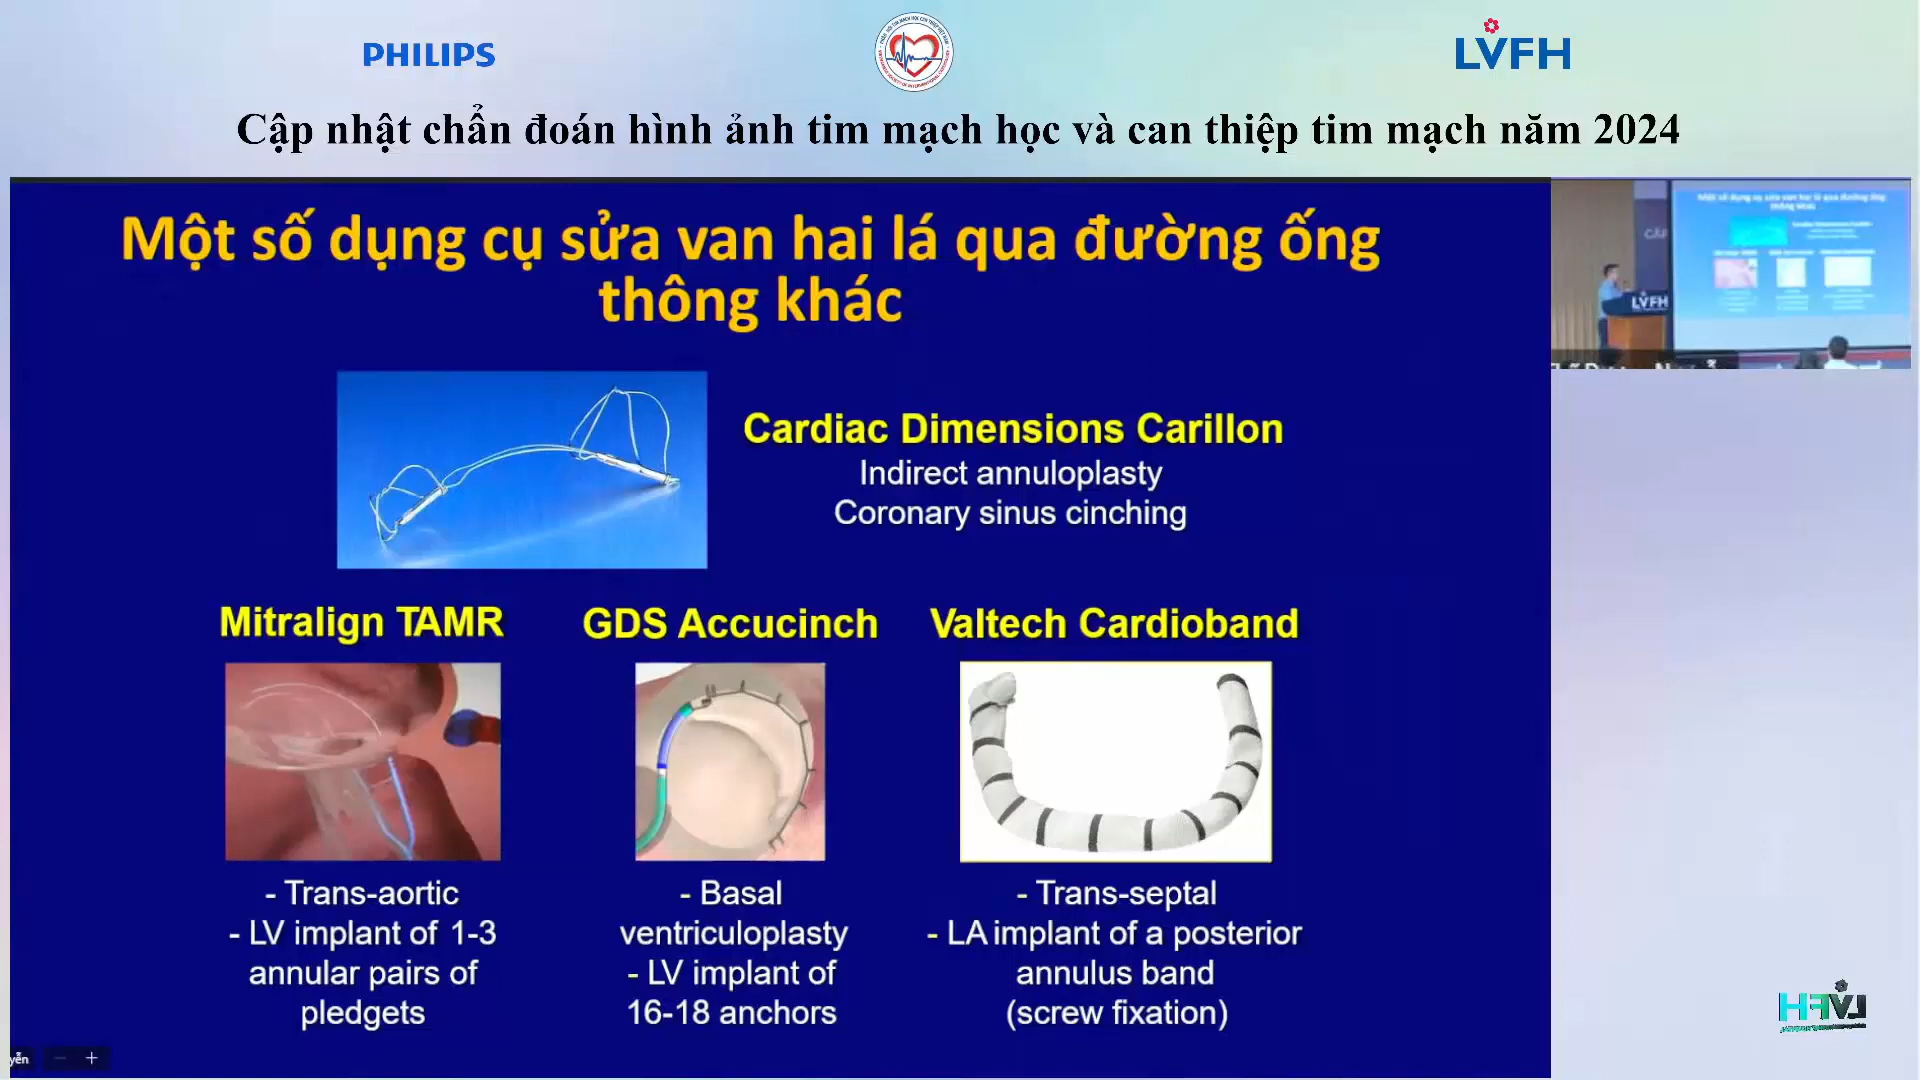 PHILIPS
LVFH
Cập nhật chẩn đoán hình ảnh tim mạch học và can thiệp tim mạch năm 2024
Một số dụng cụ sửa van hai lá qua đường ống
thông khác
Cardiac Dimensions Carillon
Indirect annuloplasty
Coronary sinus cinching
Mitralign TAMR
GDS Accucinch
Valtech Cardioband
- Trans-aortic
- LV implant of 1-3
annular pairs of
pledgets
- Basal
ventriculoplasty
- LV implant of
16-18 anchors
- Trans-septal
- LA implant of a posterior
annulus band
(screw fixation)
LVFH
LVFH
yễn